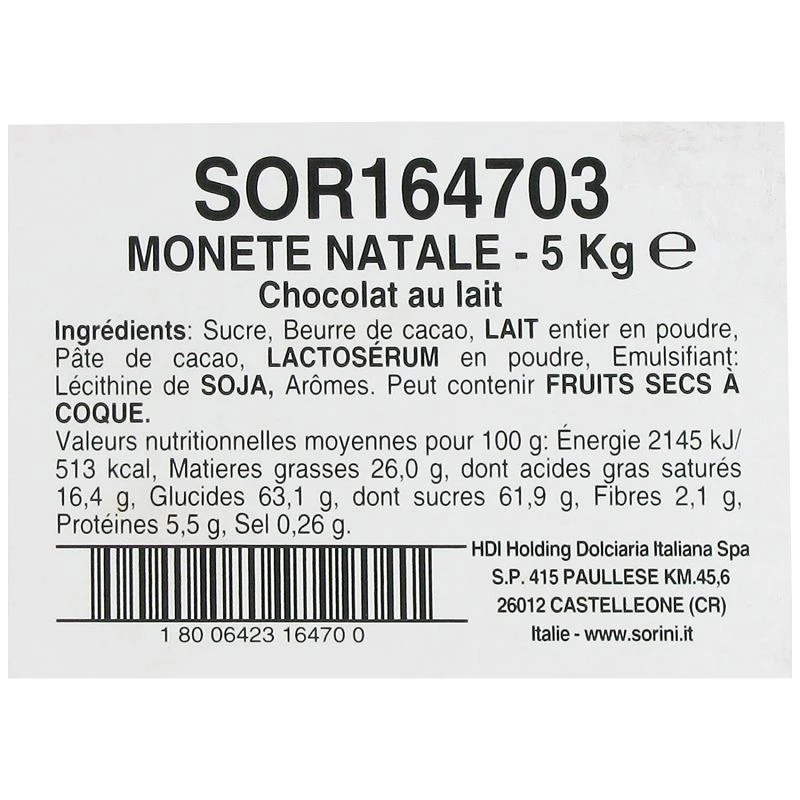 SOR164703
MONETE NATALE - 5 Kg ℮
Chocolat au lait
Ingrédients: Sucre, Beurre de cacao, LAIT entier en poudre,
Pâte de cacao, LACTOSÉRUM en poudre, Emulsifiant:
Lécithine de SOJA, Arômes. Peut contenir FRUITS SECS À
COQUE.
Valeurs nutritionnelles moyennes pour 100 g: Énergie 2145 kJ/
513 kcal, Matieres grasses 26,0 g, dont acides gras saturés
16,4 g, Glucides 63,1 g, dont sucres 61,9 g, Fibres 2,1 g,
Protéines 5,5 g, Sel 0,26 g.
1 80 06423 16470 0
HDI Holding Dolciaria Italiana Spa
S.P. 415 PAULLESE KM.45,6
26012 CASTELLEONE (CR)
Italie - www.sorini.it